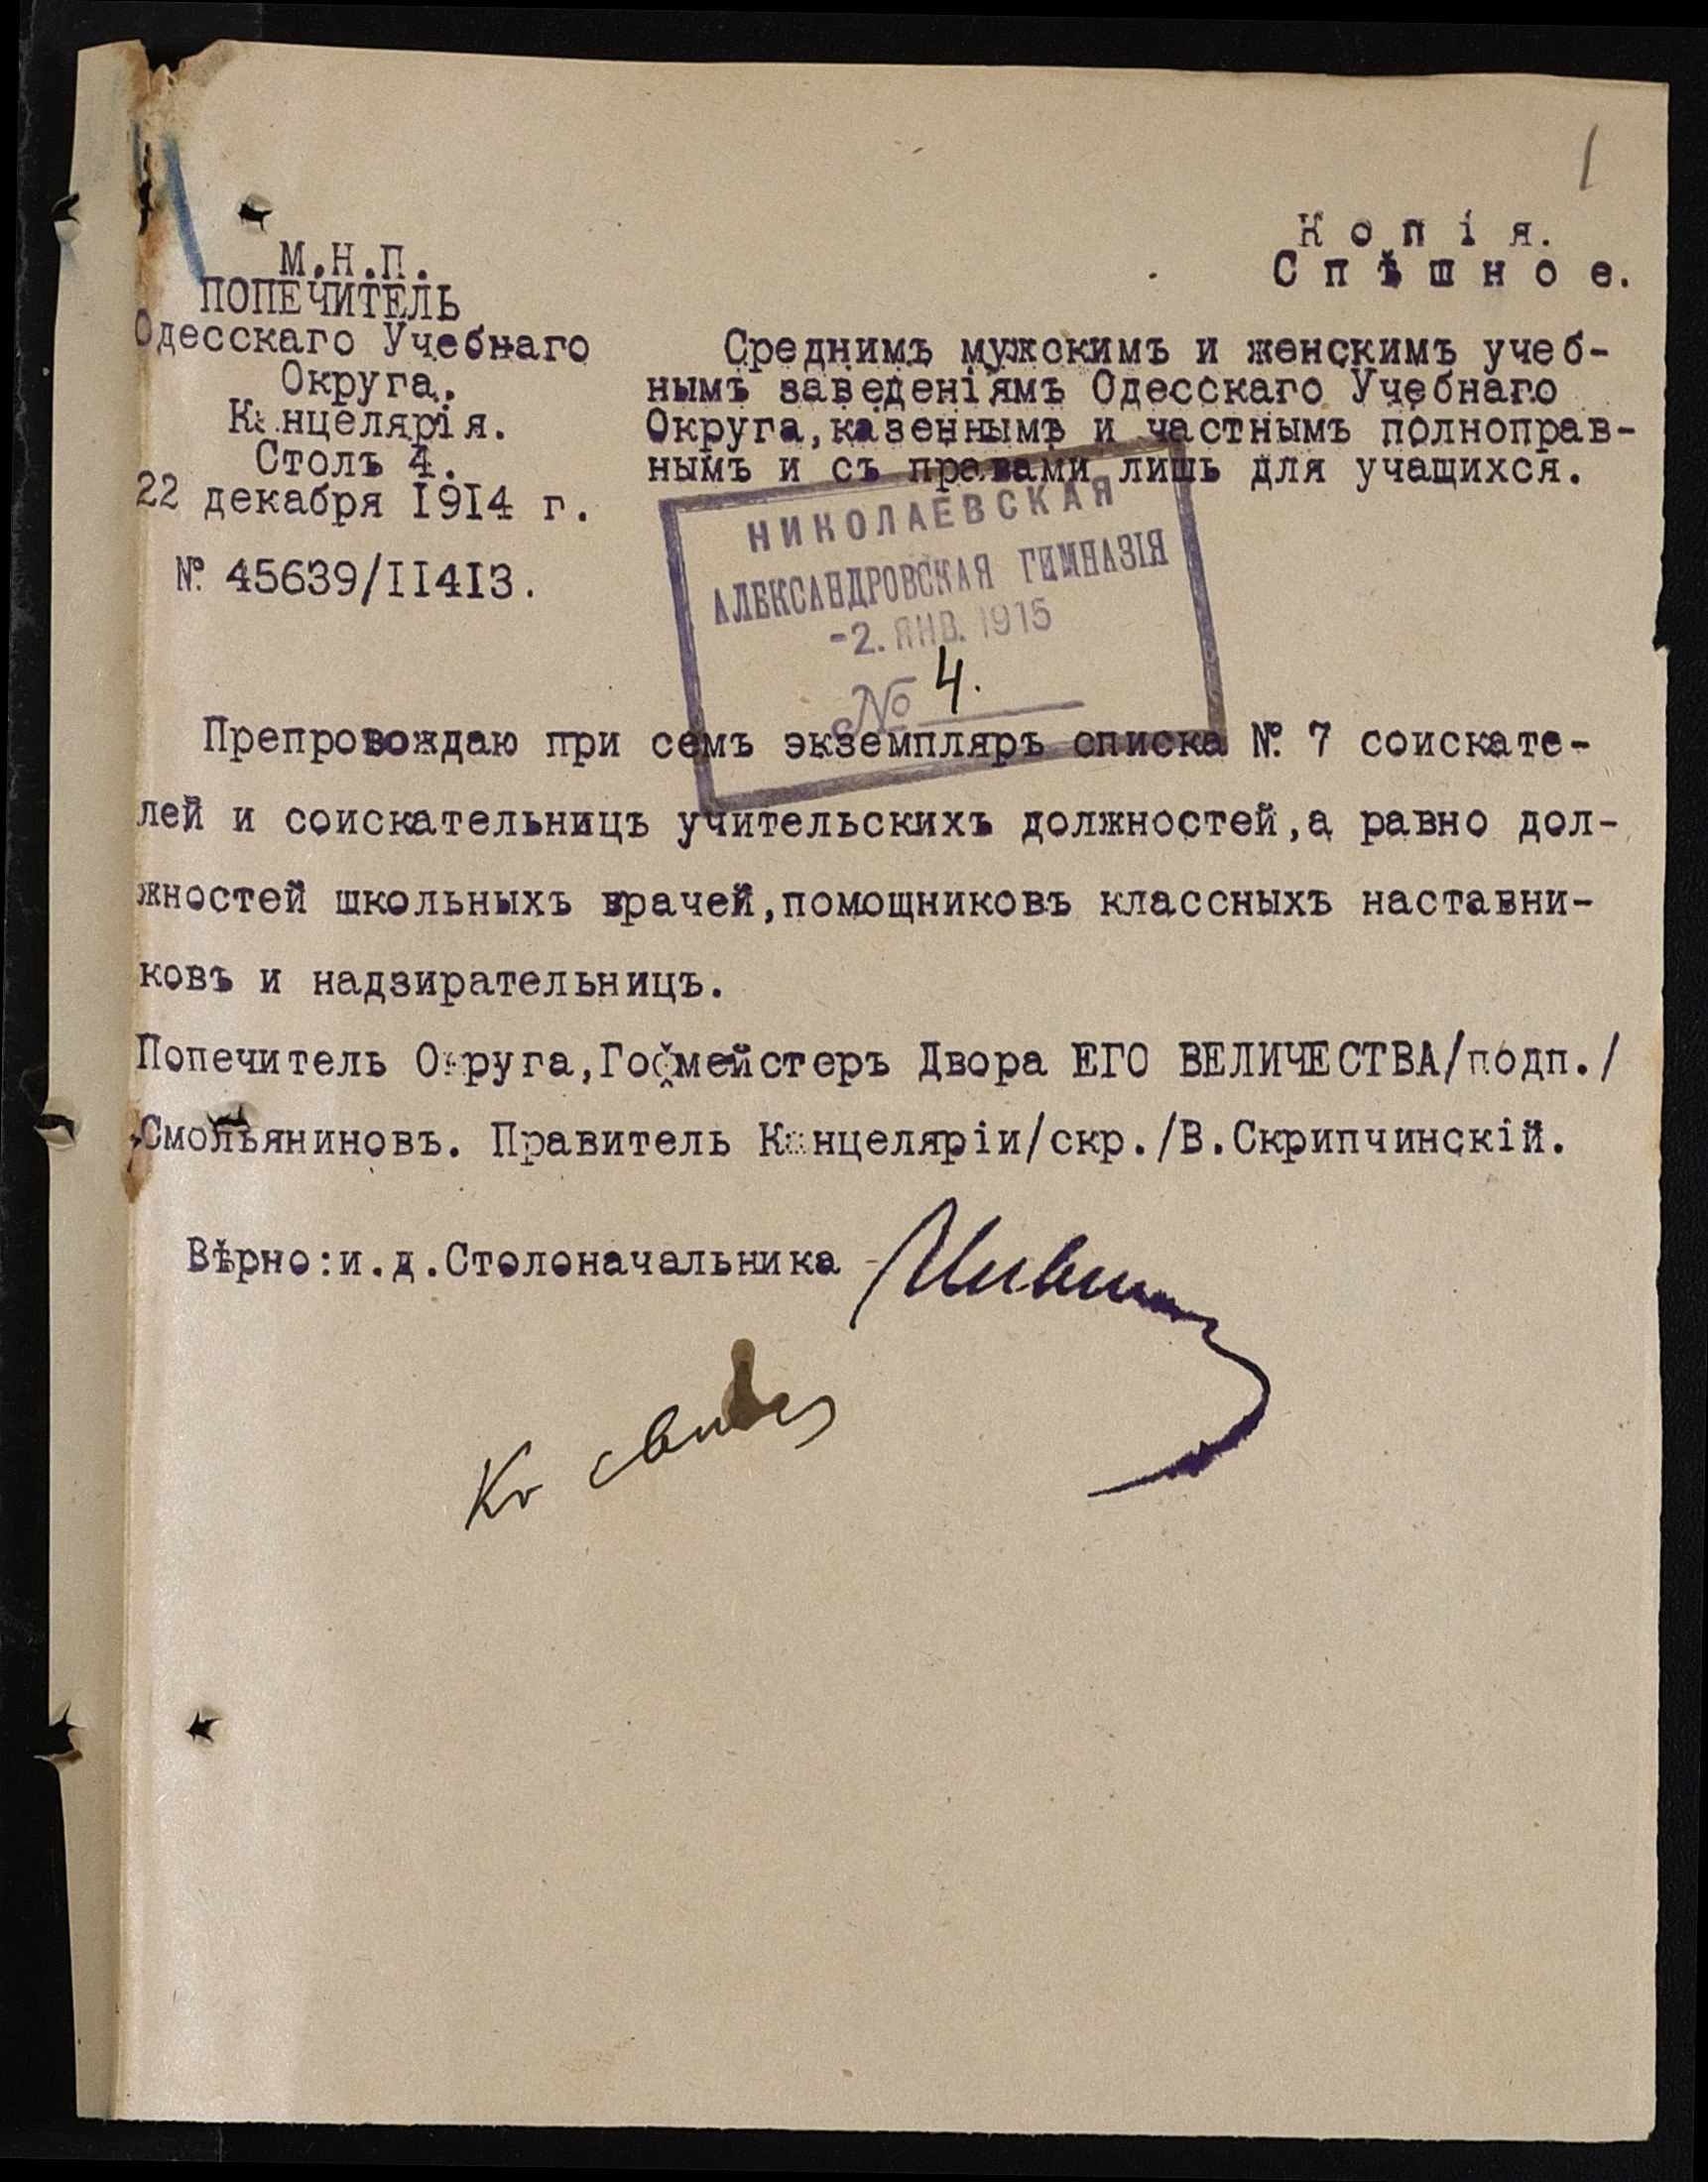 1
Копія.
Спѣшное.
М.Н.П.
ПОПЕЧИТЕЛЬ
Одесскаго Учебнаго
Округа.
Канцелярія.
Столъ 4.
22 декабря 1914 г.
№ 45639/11413.
Среднимъ мужскимъ и женскимъ учеб-
нымъ заведеніямъ Одесскаго Учебнаго
Округа,казеннымъ и частнымъ полноправ-
нымъ и съ правами лишь для учащихся.
НИКОЛАЕВСКАЯ
АЛЕКСАНДРОВСКАЯ ГИМНАЗІЯ
-2. ЯНВ. 1915
№ 4.
Препровождаю при семъ экземпляръ списка № 7 соискате-
лей и соискательницъ учительскихъ должностей,а равно дол-
жностей школьныхъ врачей,помощниковъ классныхъ наставни-
ковъ и надзирательницъ.
Попечитель Округа,Гофмейстеръ Двора ЕГО ВЕЛИЧЕСТВА/подп./
Смольяниновъ. Правитель Канцеляріи/скр./В.Скрипчинскій.
Вѣрно:и.д.Столоначальника